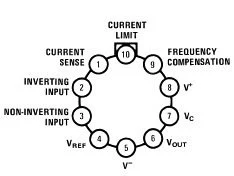 CURRENT
LIMIT
10
CURRENT
SENSE
1
FREQUENCY
COMPENSATION
9
INVERTING
INPUT
2
V+
8
NON-INVERTING
INPUT
3
VC
7
VREF
4
VOUT
6
5
V−